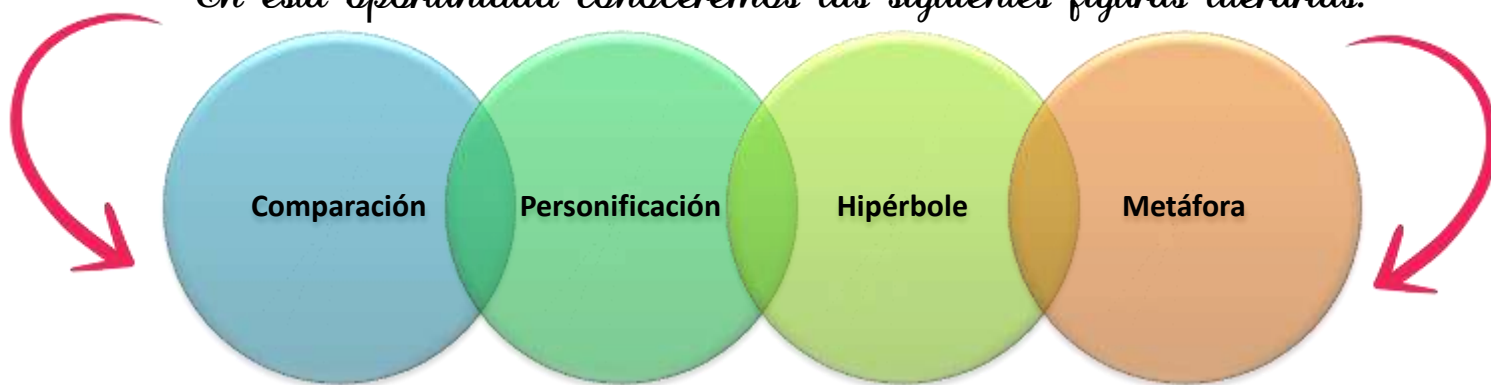 En esta oportunidad conoceremos las siguientes figuras literarias:
Comparación
Personificación
Hipérbole
Metáfora